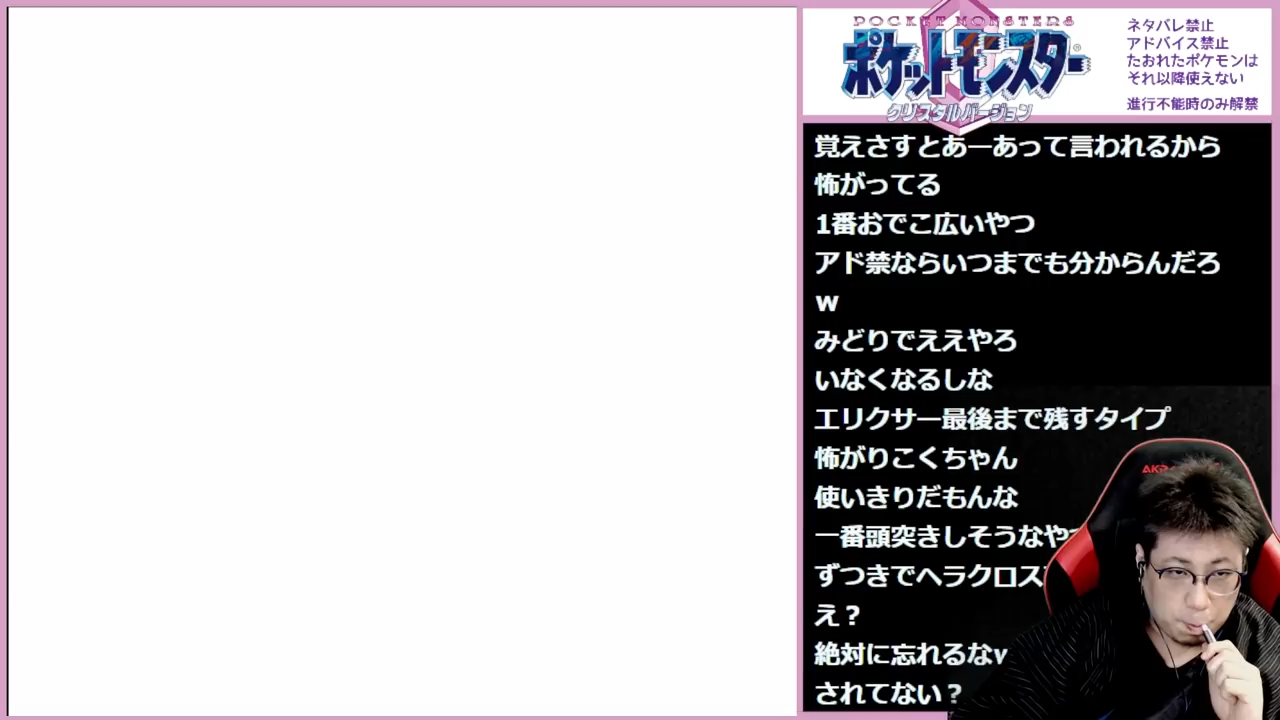 POCKET MONSTERS
ポケットモンスター
クリスタルバージョン
ネタバレ禁止
アドバイス禁止
たおれたポケモンは
それ以降使えない
進行不能時のみ解禁
覚えさすとあーあって言われるから
怖がってる
1番おでこ広いやつ
アド禁ならいつまでも分からんだろ
w
みどりでええやろ
いなくなるしな
エリクサー最後まで残すタイプ
怖がりこくちゃん
使いきりだもんな
一番頭突きしそうなや
ずつきでヘラクロス
え？
絶対に忘れるな
されてない？